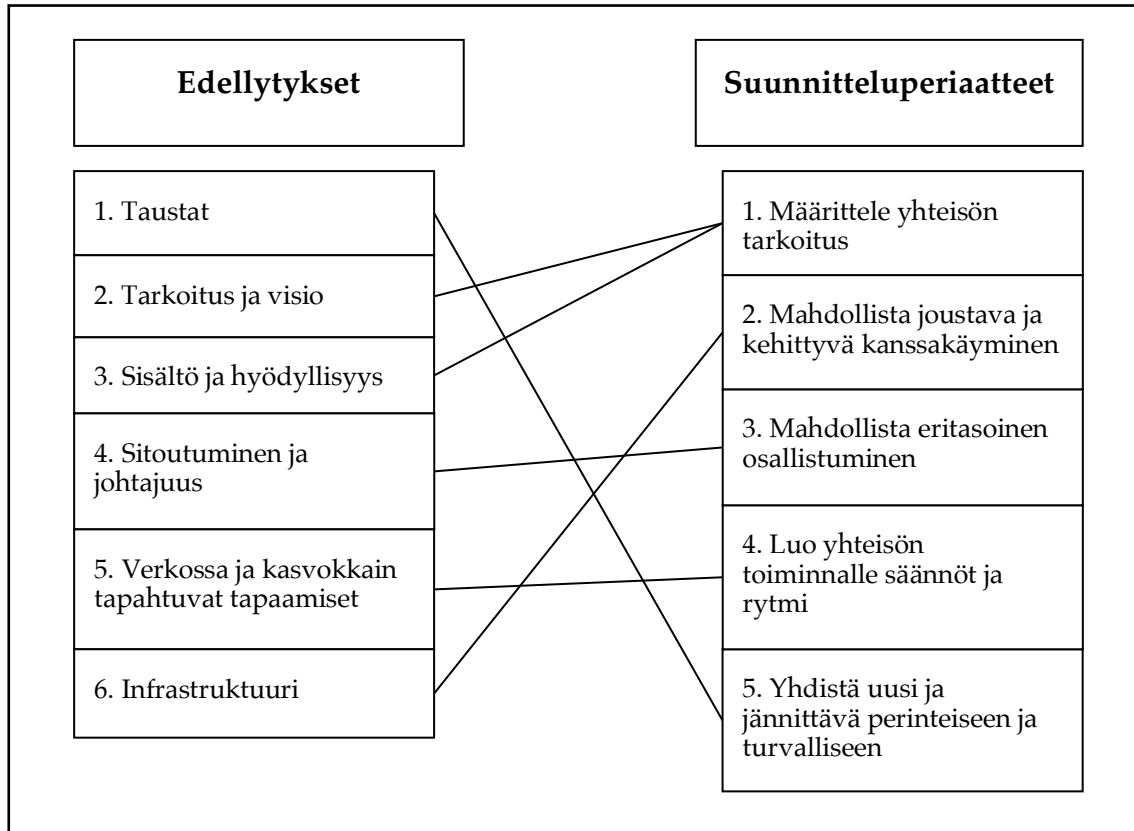 Edellytykset
1. Taustat
2. Tarkoitus ja visio
3. Sisältö ja hyödyllisyys
4. Sitoutuminen ja
johtajuus
5. Verkossa ja kasvokkain
tapahtuvat tapaamiset
6. Infrastruktuuri
Suunnitteluperiaatteet
1. Määrittele yhteisön
tarkoitus
2. Mahdollista joustava ja
kehittyvä kanssakäyminen
3. Mahdollista eritasoinen
osallistuminen
4. Luo yhteisön
toiminnalle säännöt ja
rytmi
5. Yhdistä uusi ja
jännittävä perinteiseen ja
turvalliseen